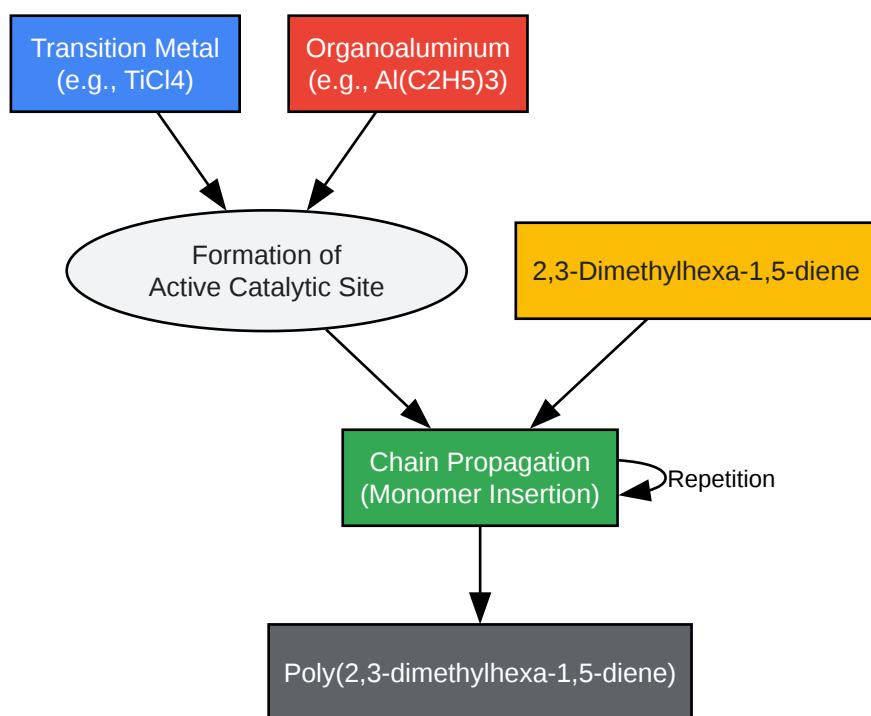 Transition Metal
(e.g., TiCl4)
Organoaluminum
(e.g., Al(C2H5)3)
Formation of
Active Catalytic Site
2,3-Dimethylhexa-1,5-diene
Chain Propagation
(Monomer Insertion)
Repetition
Poly(2,3-dimethylhexa-1,5-diene)